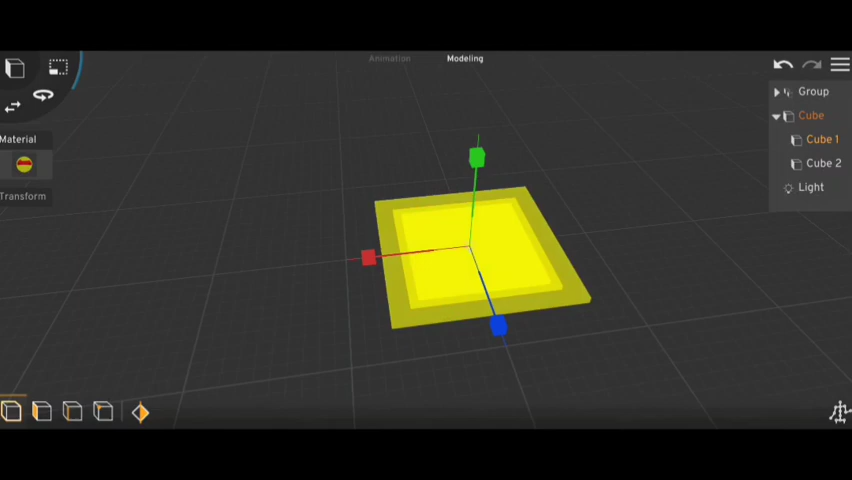 Animation
Modeling
Group
Cube
Material
Cube 1
Cube 2
Light
Transform